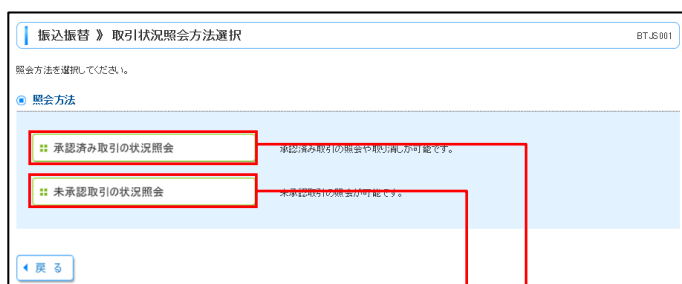 振込振替 》 取引状況照会方法選択
BTJS001
照会方法を選択してください。
照会方法
承認済み取引の状況照会
承認済み取引の照会や取り消しが可能です。
未承認取引の状況照会
未承認取引の照会が可能です。
戻 る